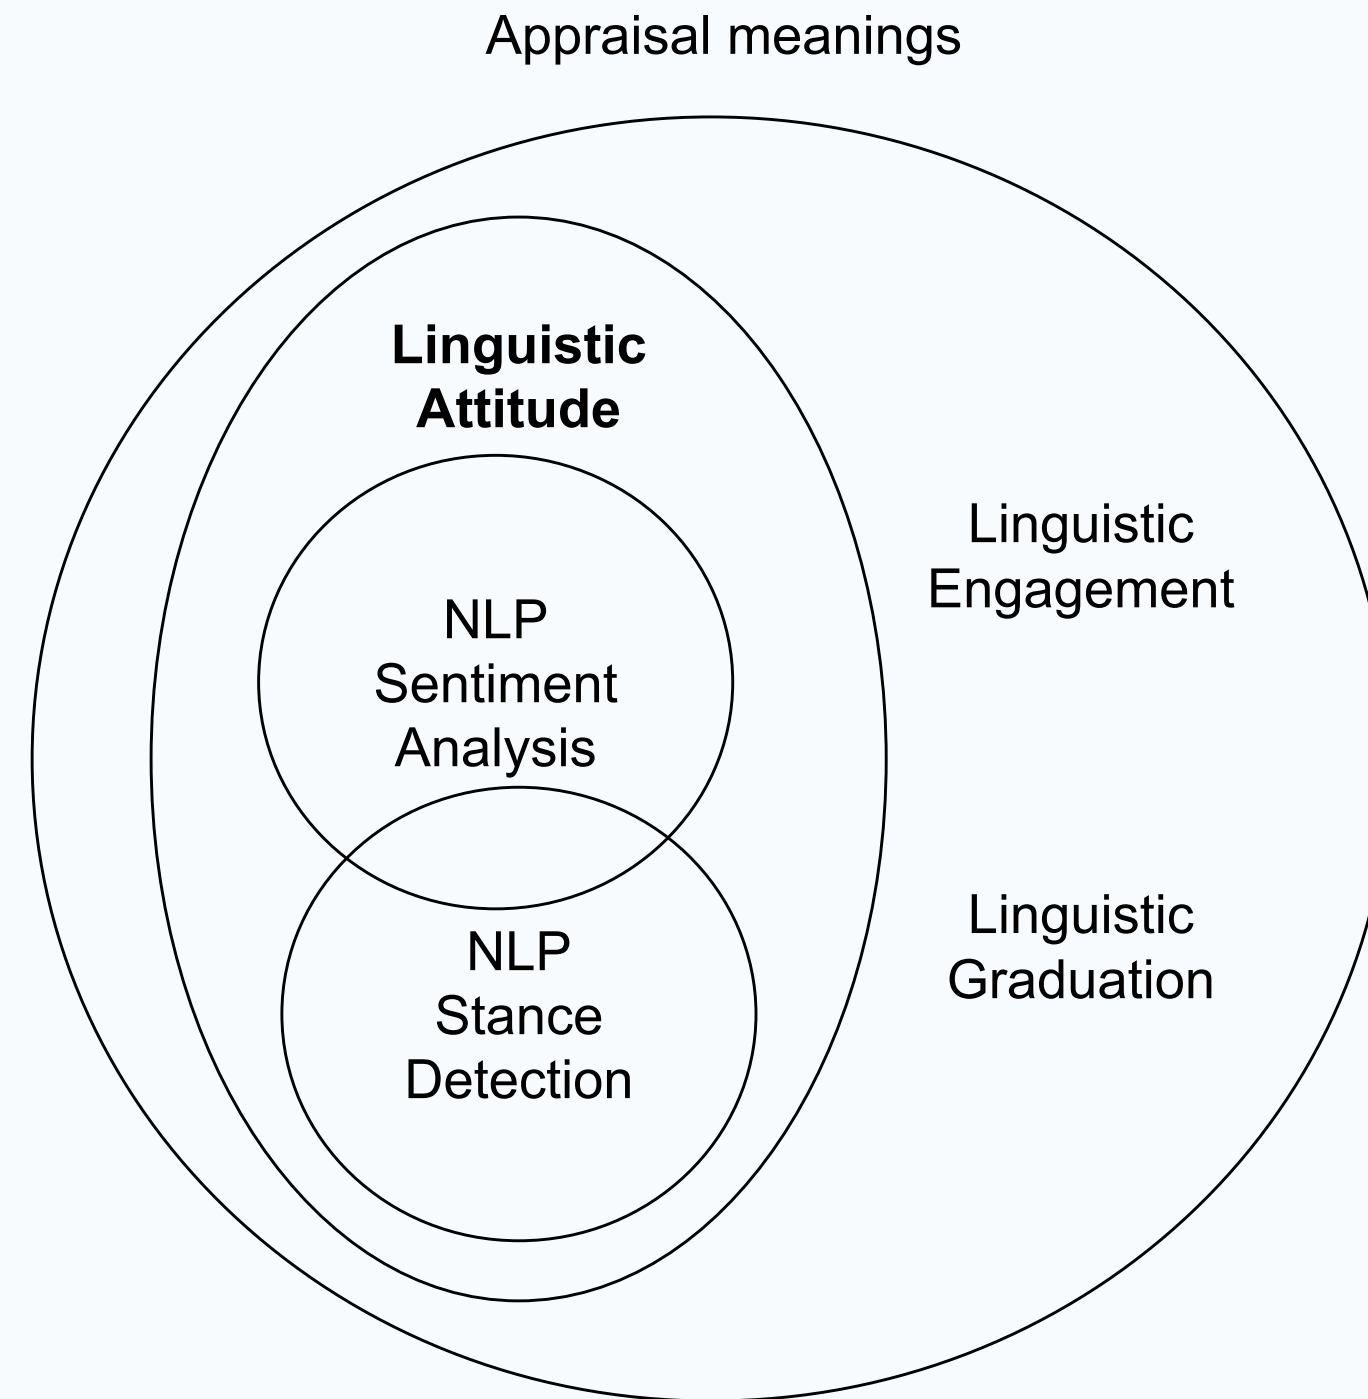 Appraisal meanings
Linguistic
Attitude
NLP
Sentiment
Analysis
NLP
Stance
Detection
Linguistic
Engagement
Linguistic
Graduation